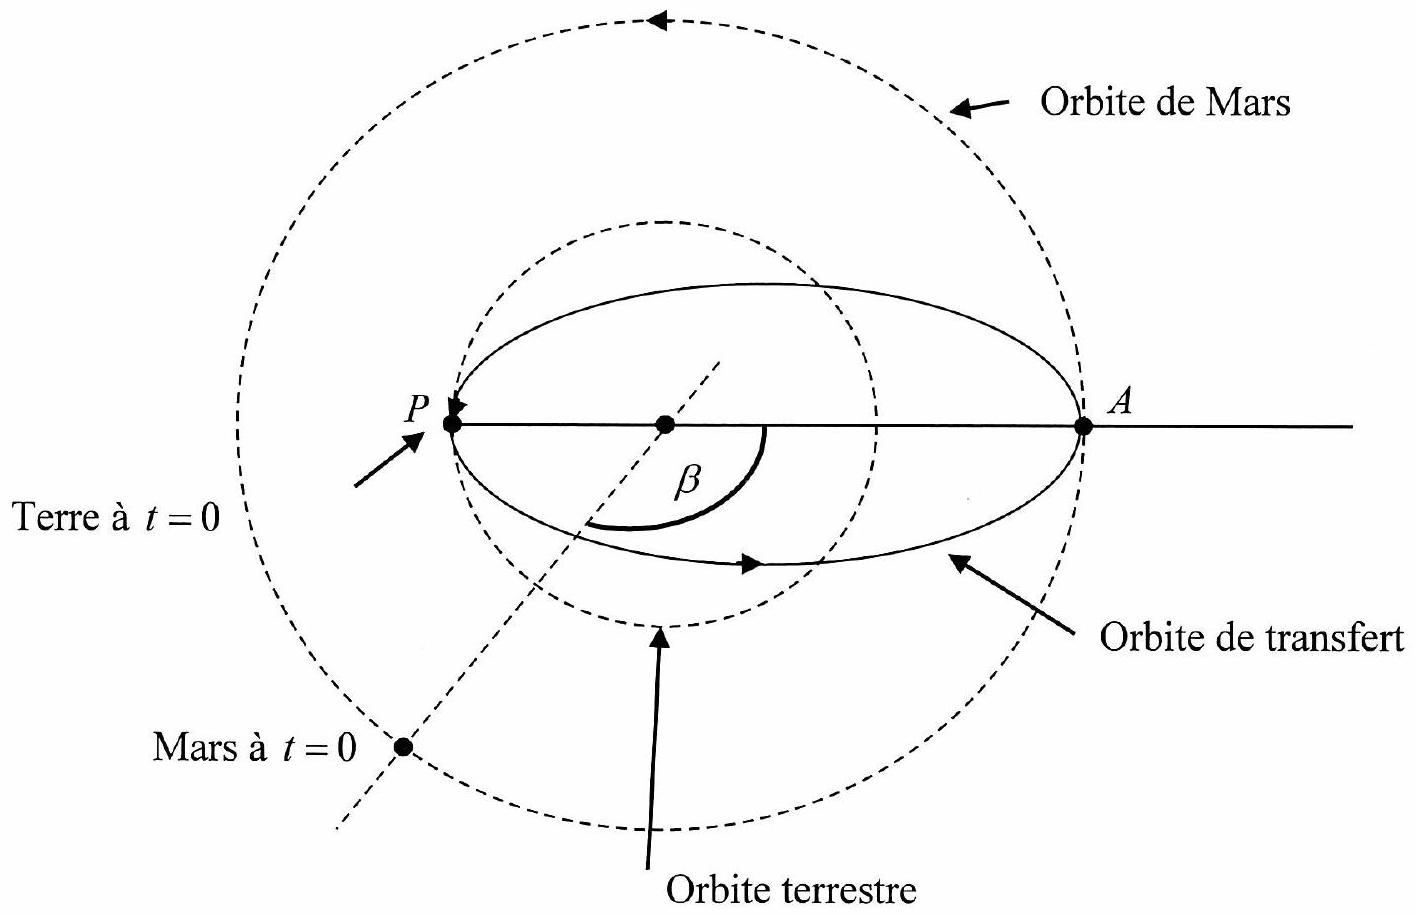 Orbite de Mars
P
A
β
Terre à t = 0
Orbite de transfert
Mars à t = 0
Orbite terrestre